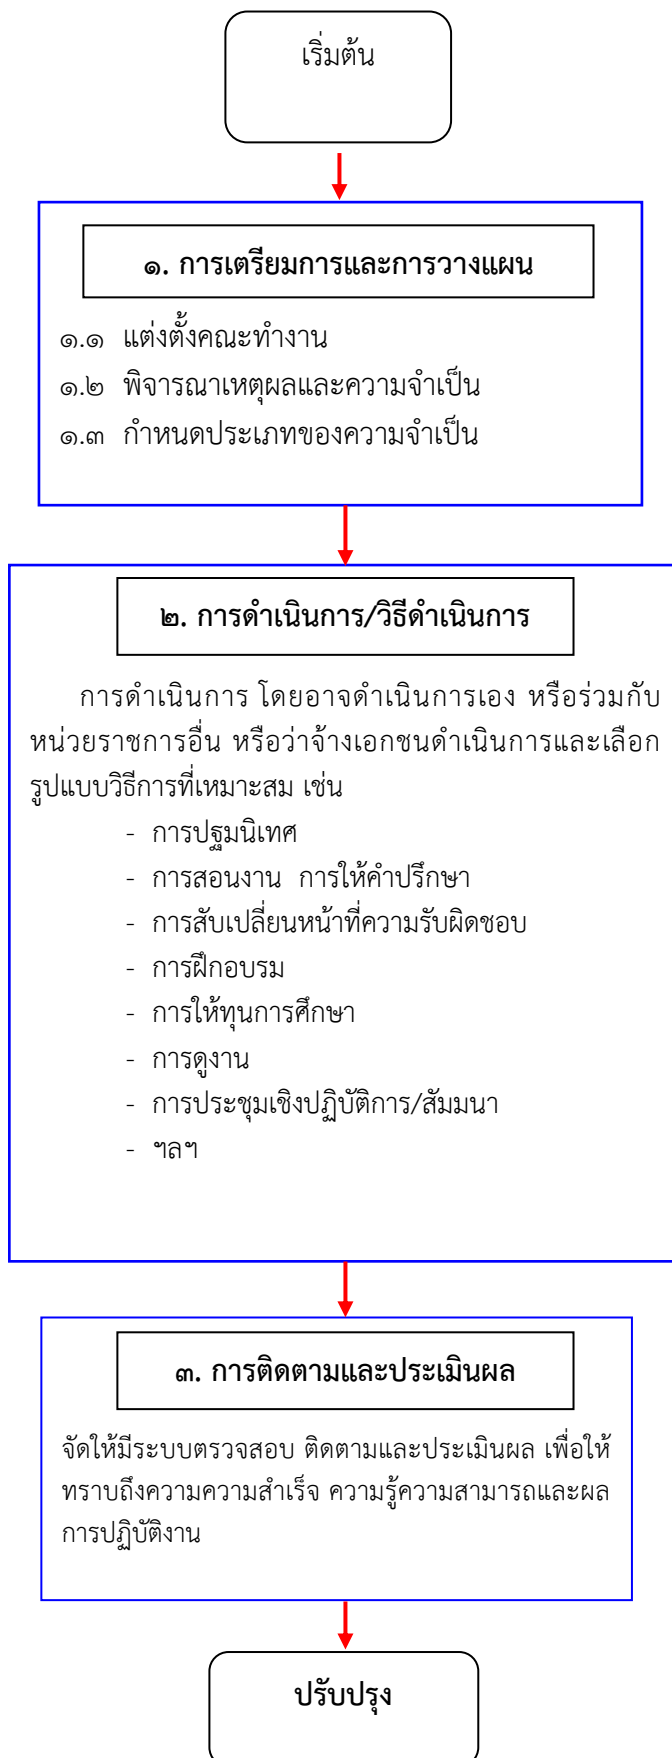 เริ่มต้น
๑. การเตรียมการและการวางแผน
๑.๑ แต่งตั้งคณะทำงาน
๑.๒ พิจารณาเหตุผลและความจำเป็น
๑.๓ กำหนดประเภทของความจำเป็น
๒. การดำเนินการ/วิธีดำเนินการ
การดำเนินการ โดยอาจดำเนินการเอง หรือร่วมกับ
หน่วยราชการอื่น หรือว่าจ้างเอกชนดำเนินการและเลือก
รูปแบบวิธีการที่เหมาะสม เช่น
- การปฐมนิเทศ
- การสอนงาน การให้คำปรึกษา
- การสับเปลี่ยนหน้าที่ความรับผิดชอบ
- การฝึกอบรม
- การให้ทุนการศึกษา
- การดูงาน
- การประชุมเชิงปฏิบัติการ/สัมมนา
- ฯลฯ
๓. การติดตามและประเมินผล
จัดให้มีระบบตรวจสอบ ติดตามและประเมินผล เพื่อให้
ทราบถึงความความสำเร็จ ความรู้ความสามารถและผล
การปฏิบัติงาน
ปรับปรุง